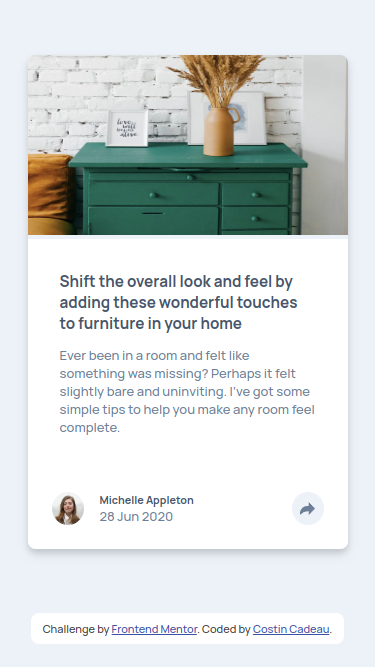 love
well
alive
Shift the overall look and feel by
adding these wonderful touches
to furniture in your home
Ever been in a room and felt like
something was missing? Perhaps it felt
slightly bare and uninviting. I've got some
simple tips to help you make any room feel
complete.
Michelle Appleton
28 Jun 2020
Challenge by Frontend Mentor. Coded by Costin Cadeau.